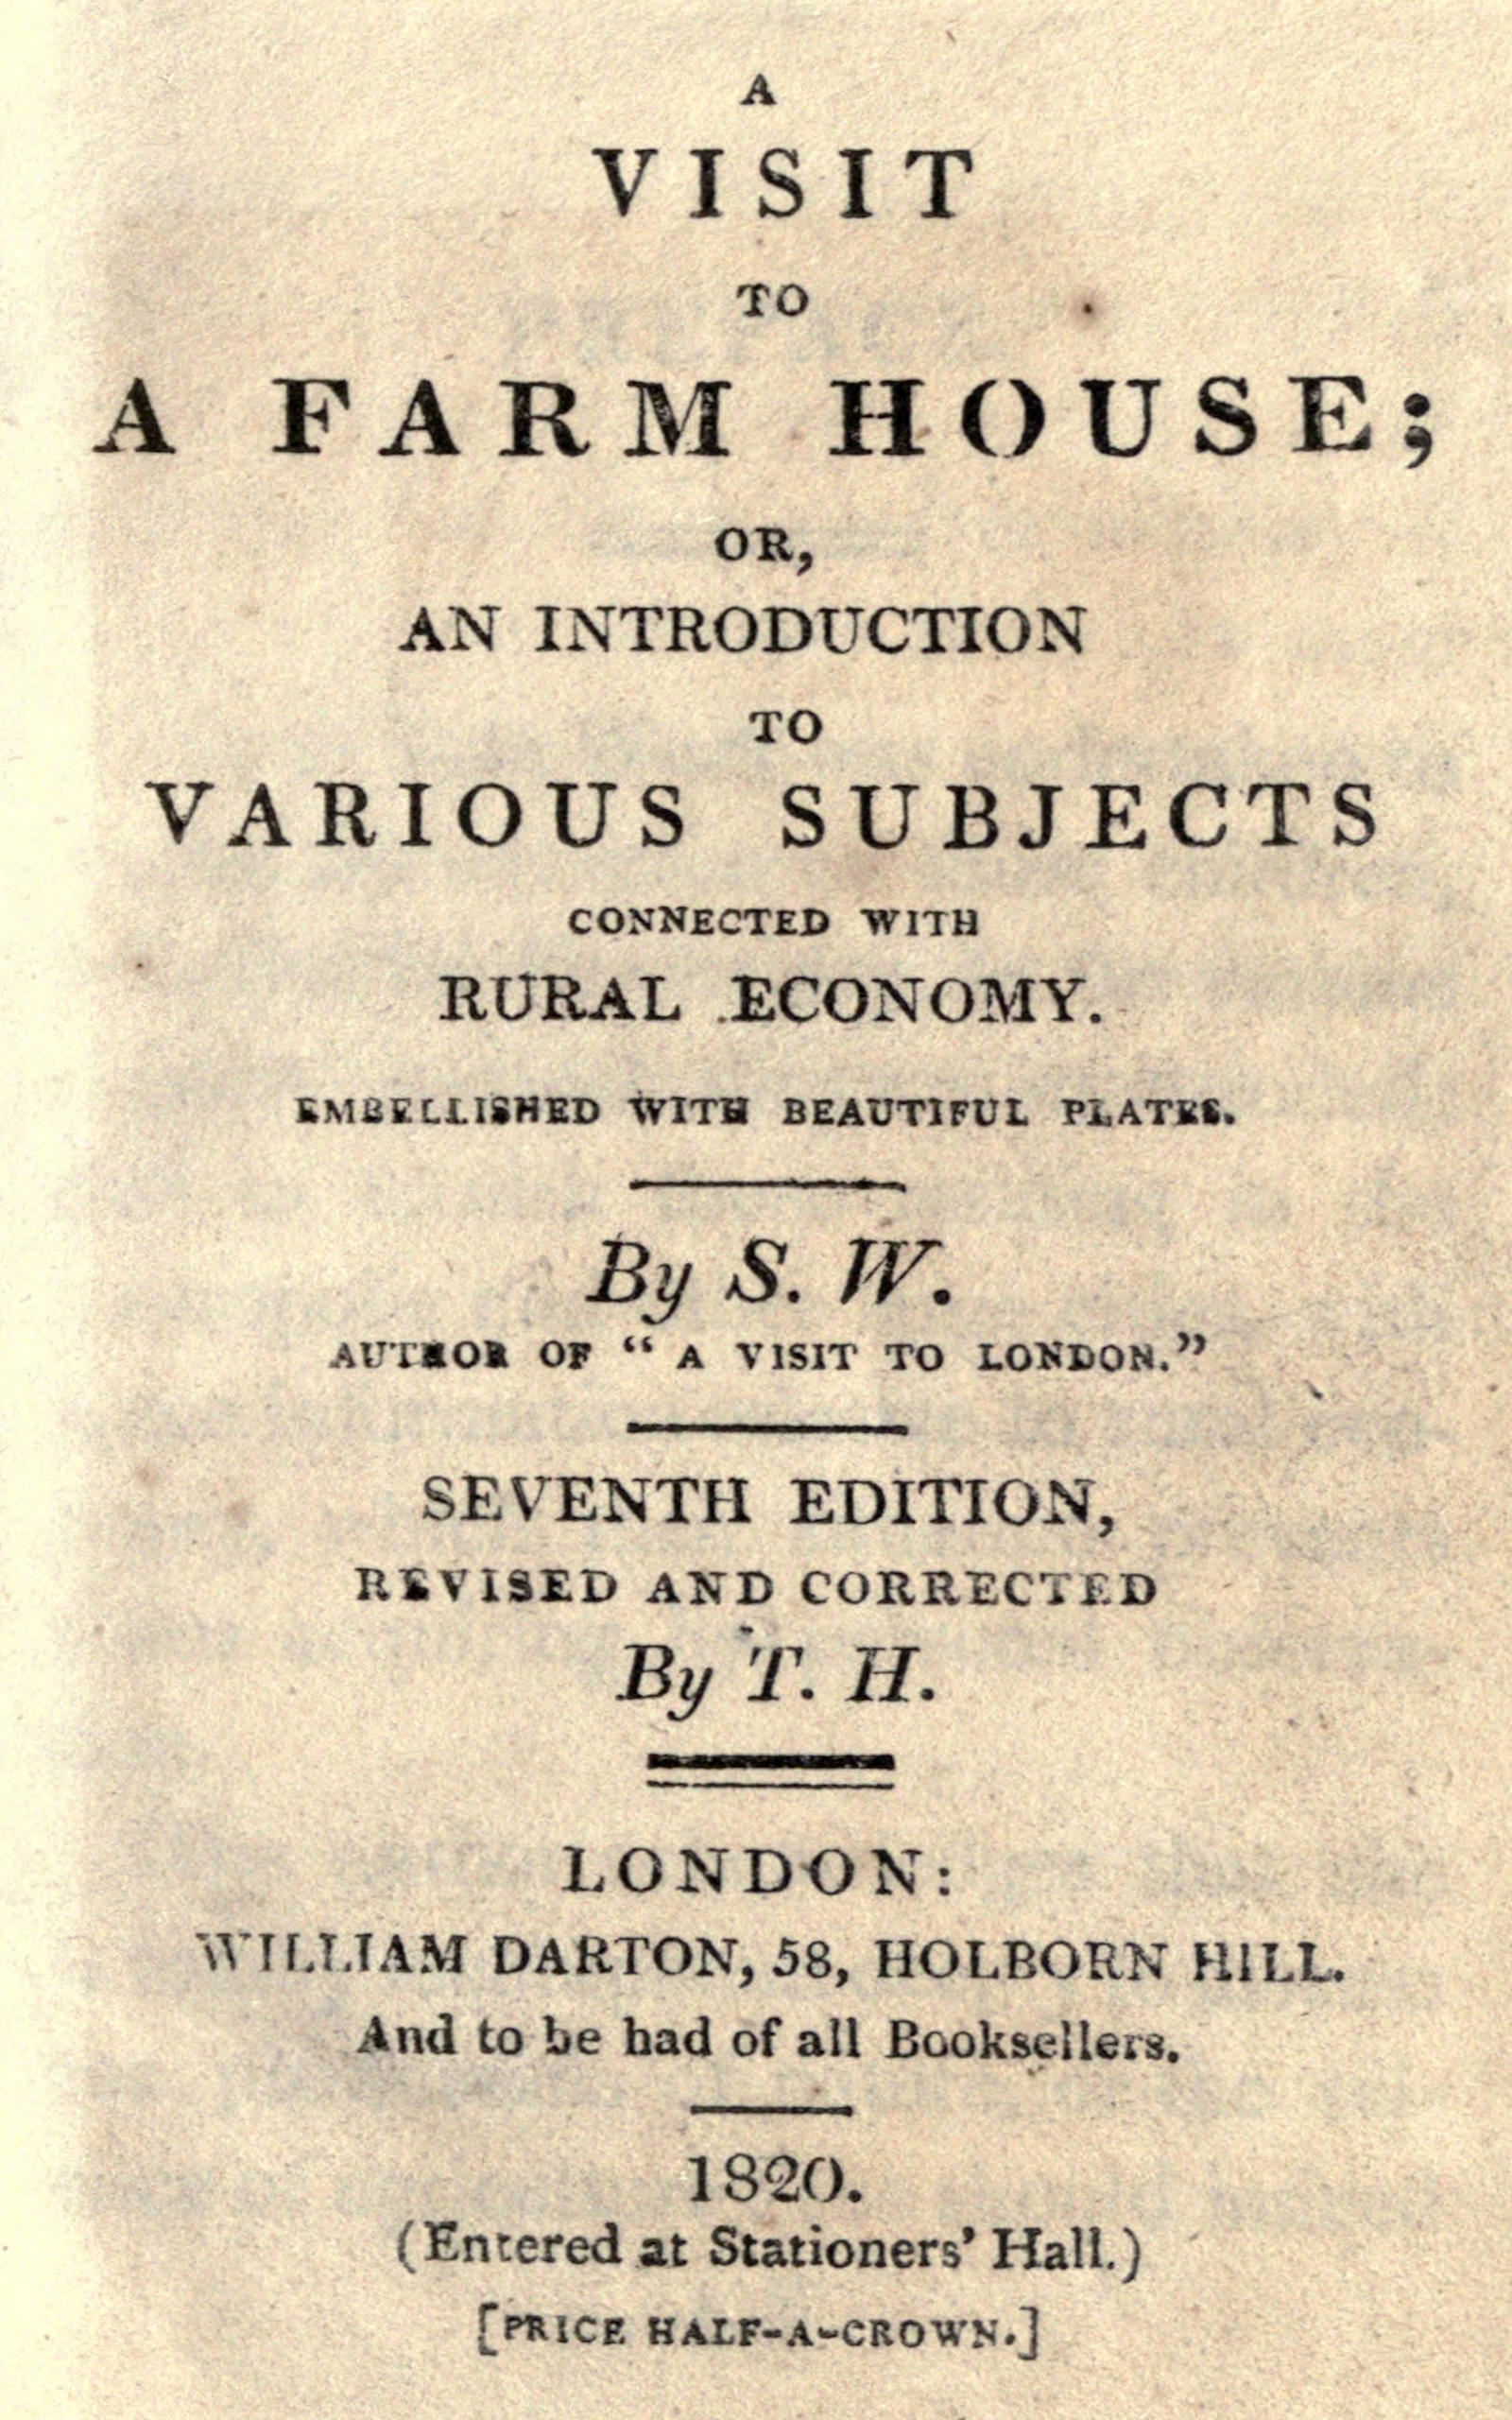 A
VISIT
TO
A FARM HOUSE;
OR,
AN INTRODUCTION
TO
VARIOUS SUBJECTS
CONNECTED WITH
RURAL ECONOMY.
EMBELLISHED WITH BEAUTIFUL PLATES.
By S. W.
AUTHOR OF “ A VISIT TO LONDON.”
SEVENTH EDITION,
REVISED AND CORRECTED
By T. H.
LONDON:
WILLIAM DARTON, 58, HOLBORN HILL.
And to be had of all Booksellers.
1820.
(Entered at Stationers’ Hall.)
[PRICE HALF-A-CROWN.]